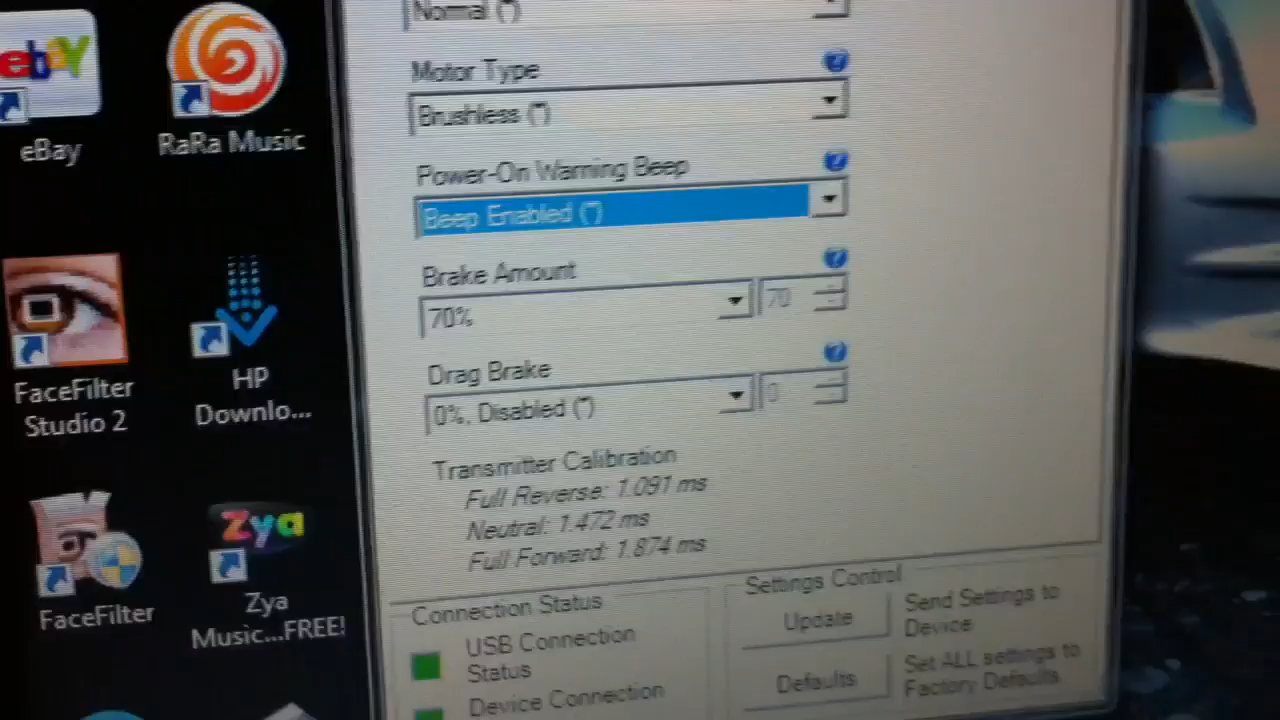 Normal (*)
Motor Type
Brushless (*)
Power-On Warning Beep
Beep Enabled (*)
Brake Amount
70%
70
Drag Brake
0%, Disabled (*)
0
Transmitter Calibration
Full Reverse: 1.091 ms
Neutral: 1.472 ms
Full Forward: 1.874 ms
Connection Status
USB Connection
Status
Device Connection
Settings Control
Update
Send Settings to
Device
Defaults
Set ALL settings to
Factory Defaults
ebay
eBay
RaRa Music
FaceFilter
Studio 2
HP
Downlo...
FaceFilter
Zya
Zya
Music...FREE!